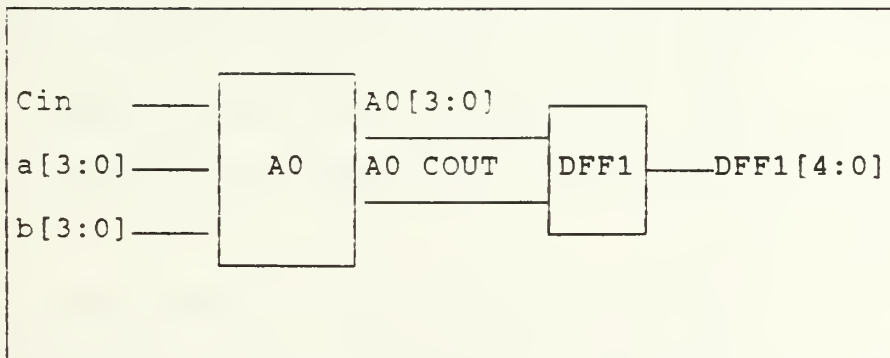 Cin A0[3:0]
a[3:0] A0 A0 COUT DFF1 DFF1[4:0]
b[3:0]